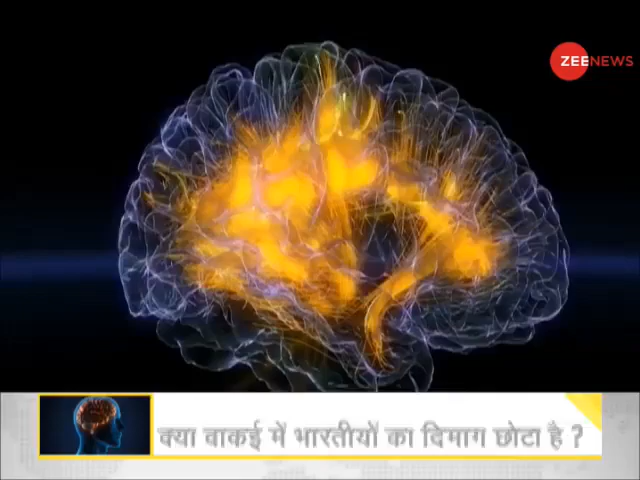 ZEENEWS
क्या वाकई में भारतीयों का दिमाग छोटा है ?